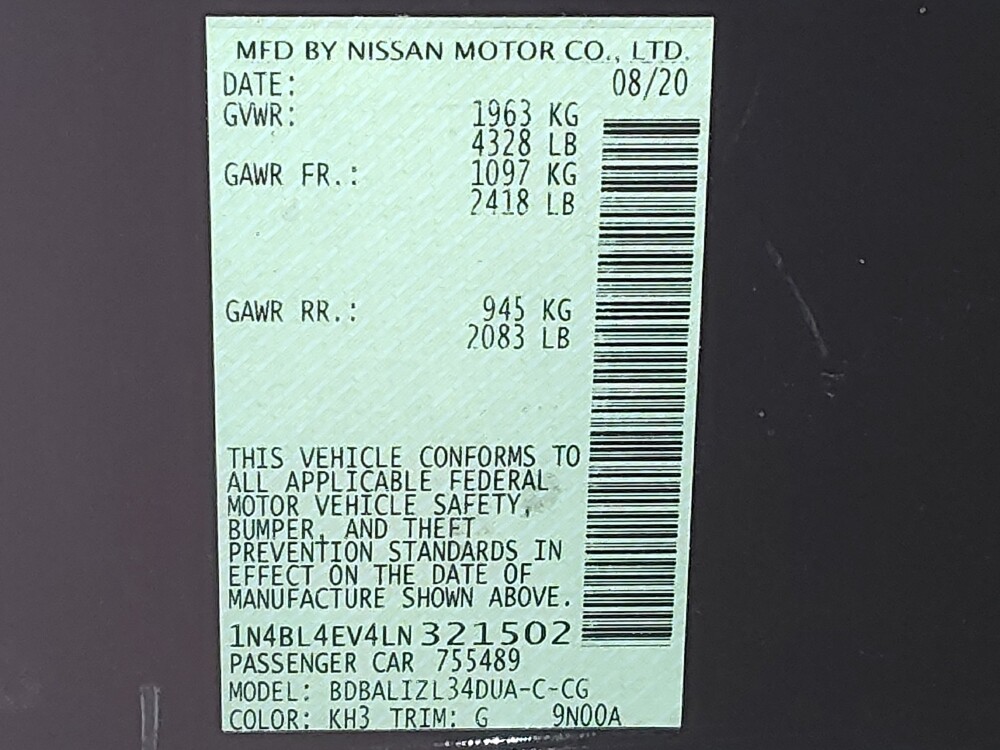 MFD BY NISSAN MOTOR CO., LTD.
DATE: 08/20
GVWR: 1963 KG
4328 LB
GAWR FR.: 1097 KG
2418 LB
GAWR RR.: 945 KG
2083 LB
THIS VEHICLE CONFORMS TO
ALL APPLICABLE FEDERAL
MOTOR VEHICLE SAFETY,
BUMPER, AND THEFT
PREVENTION STANDARDS IN
EFFECT ON THE DATE OF
MANUFACTURE SHOWN ABOVE.
1N4BL4EV4LN321502
PASSENGER CAR 755489
MODEL: BDBALIZL34DUA-C-CG
COLOR: KH3 TRIM: G 9N00A